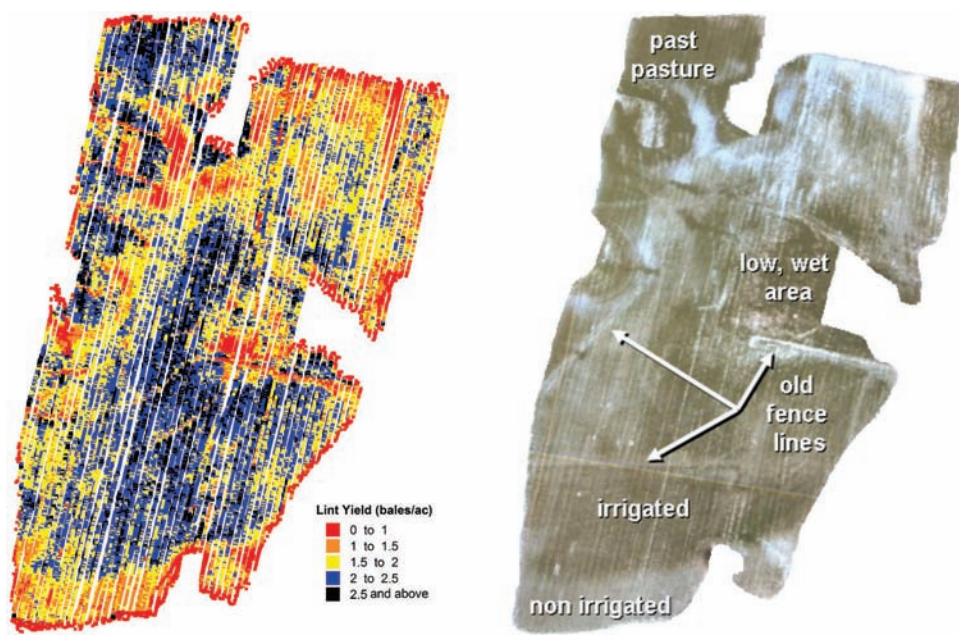 Lint Yield (bales/ac)
0 to 1
1 to 1.5
1.5 to 2
2 to 2.5
2.5 and above
past
pasture
low, wet
area
old
fence
lines
irrigated
non irrigated